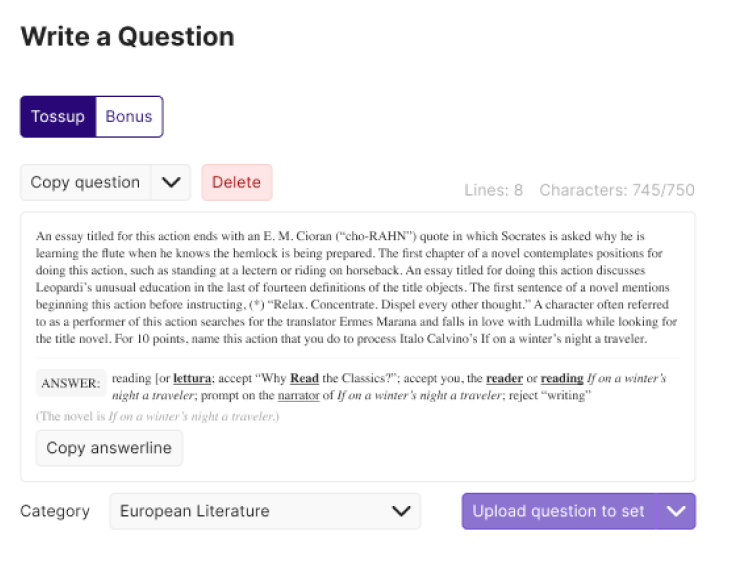 Write a Question
Tossup Bonus
Copy question Delete
Lines: 8 Characters: 745/750
An essay titled for this action ends with an E. M. Cioran (“cho-RAHN”) quote in which Socrates is asked why he is
learning the flute when he knows the hemlock is being prepared. The first chapter of a novel contemplates positions for
doing this action, such as standing at a lectern or riding on horseback. An essay titled for doing this action discusses
Leopardi’s unusual education in the last of fourteen definitions of the title objects. The first sentence of a novel mentions
beginning this action before instructing, (*) “Relax. Concentrate. Dispel every other thought.” A character often referred
to as a performer of this action searches for the translator Ermes Marana and falls in love with Ludmilla while looking for
the title novel. For 10 points, name this action that you do to process Italo Calvino’s If on a winter’s night a traveler.
ANSWER: reading [or lettura; accept “Why Read the Classics?”; accept you, the reader or reading If on a winter’s
night a traveler; prompt on the narrator of If on a winter’s night a traveler; reject “writing”
(The novel is If on a winter’s night a traveler.)
Copy answerline
Category European Literature Upload question to set